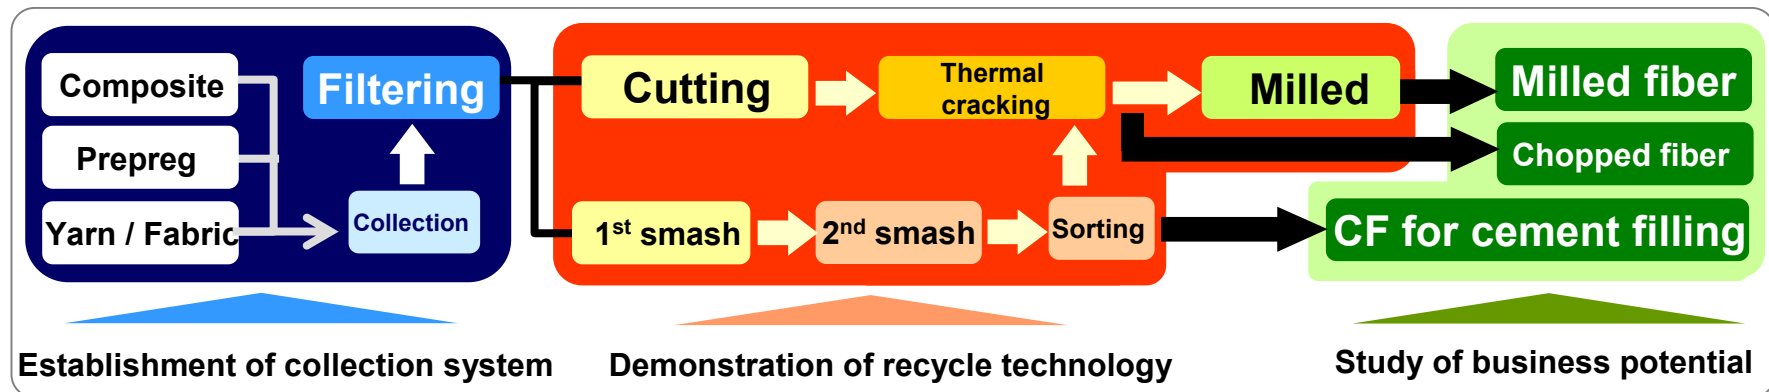 Composite
Prepreg
Yarn / Fabric
Filtering
Collection
Cutting
Thermal
cracking
Milled
1st smash
2nd smash
Sorting
Milled fiber
Chopped fiber
CF for cement filling
Establishment of collection system
Demonstration of recycle technology
Study of business potential